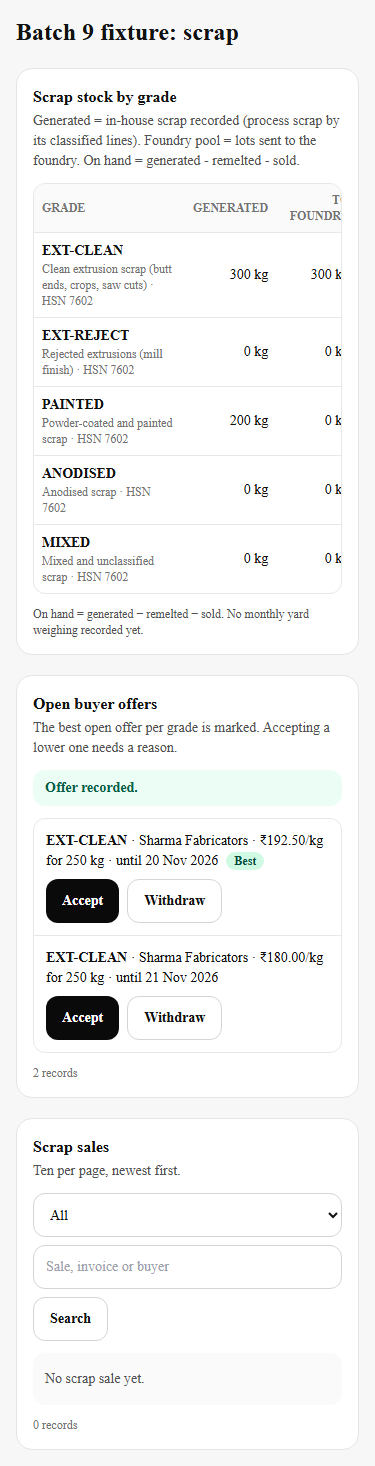 Batch 9 fixture: scrap
Scrap stock by grade
Generated = in-house scrap recorded (process scrap by
its classified lines). Foundry pool = lots sent to the
foundry. On hand = generated - remelted - sold.
GRADE GENERATED
EXT-CLEAN
Clean extrusion scrap (butt
ends, crops, saw cuts) ·
HSN 7602
300 kg 300
EXT-REJECT
Rejected extrusions (mill
finish) · HSN 7602
0 kg 0
PAINTED
Powder-coated and painted
scrap · HSN 7602
200 kg 0
ANODISED
Anodised scrap · HSN
7602
0 kg 0
MIXED
Mixed and unclassified
scrap · HSN 7602
0 kg 0
On hand = generated − remelted − sold. No monthly yard
weighing recorded yet.
Open buyer offers
The best open offer per grade is marked. Accepting a
lower one needs a reason.
Offer recorded.
EXT-CLEAN · Sharma Fabricators · ₹192.50/kg
for 250 kg · until 20 Nov 2026 Best
Accept Withdraw
EXT-CLEAN · Sharma Fabricators · ₹180.00/kg
for 250 kg · until 21 Nov 2026
Accept Withdraw
2 records
Scrap sales
Ten per page, newest first.
All
Sale, invoice or buyer
Search
No scrap sale yet.
0 records